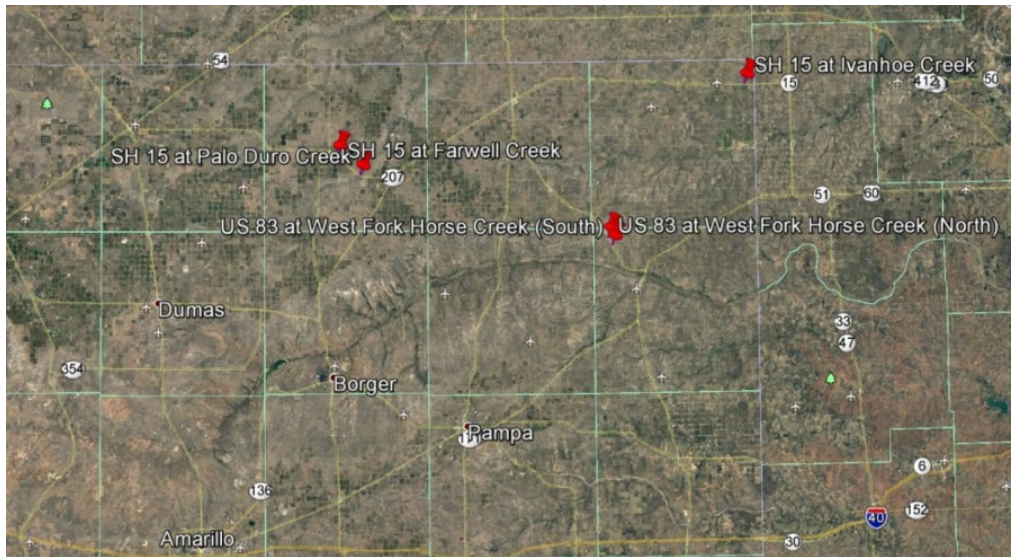 54
SH 15 at Ivanhoe Creek
15
412
50
SH 15 at Palo Duro Creek
SH 15 at Farwell Creek
207
51
60
US 83 at West Fork Horse Creek (South)
US 83 at West Fork Horse Creek (North)
Dumas
33
47
354
Borger
Pampa
6
136
152
40
Amarillo
30